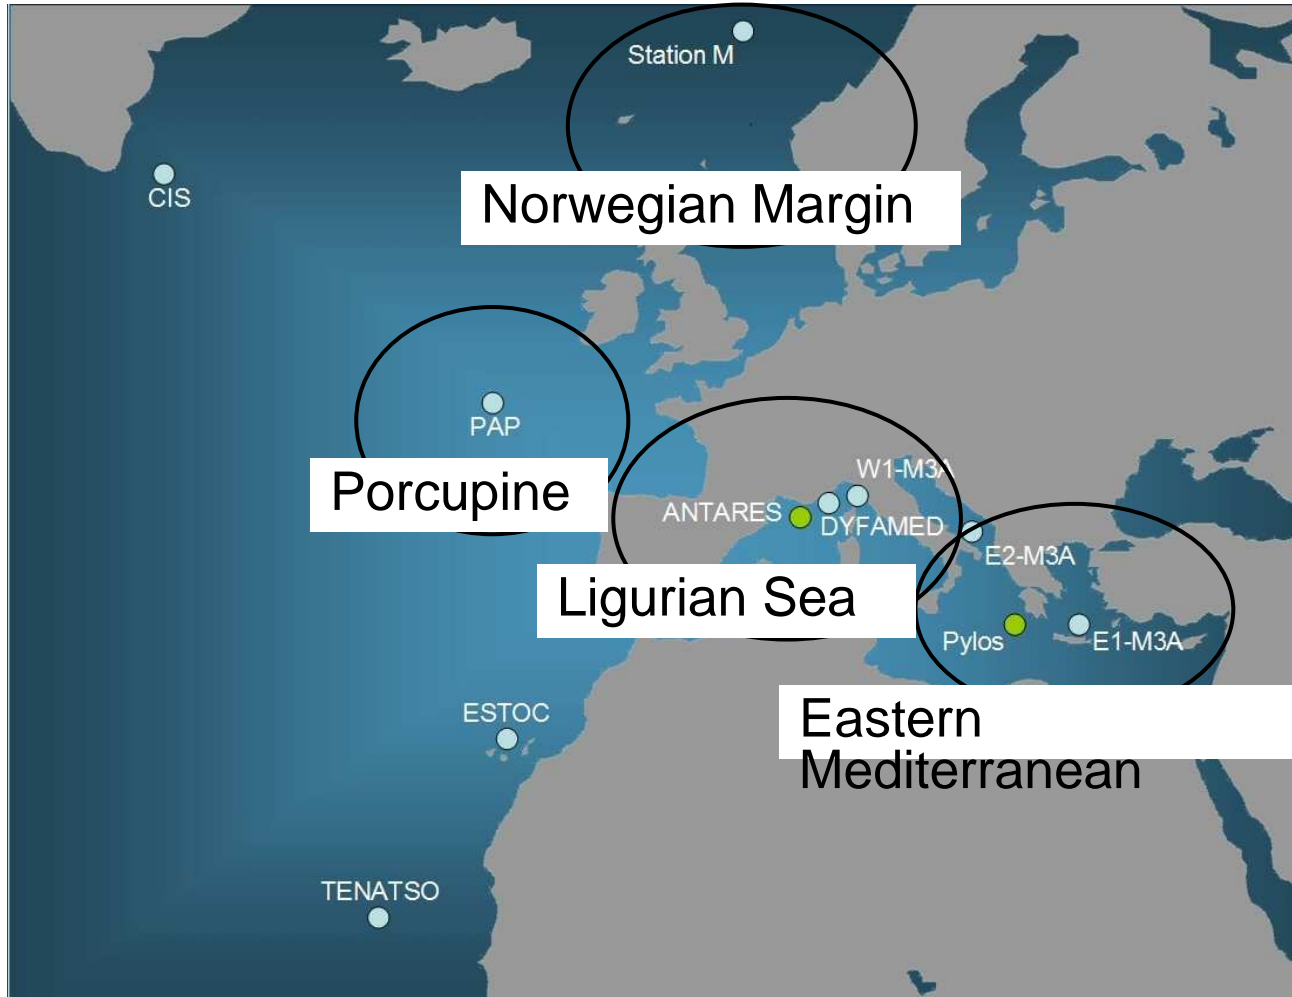 Station M
CIS
Norwegian Margin
PAP
Porcupine
W1-M3A
ANTARES
DYFAMED
E2-M3A
Ligurian Sea
Pylos
E1-M3A
ESTOC
Eastern
Mediterranean
TENATSO